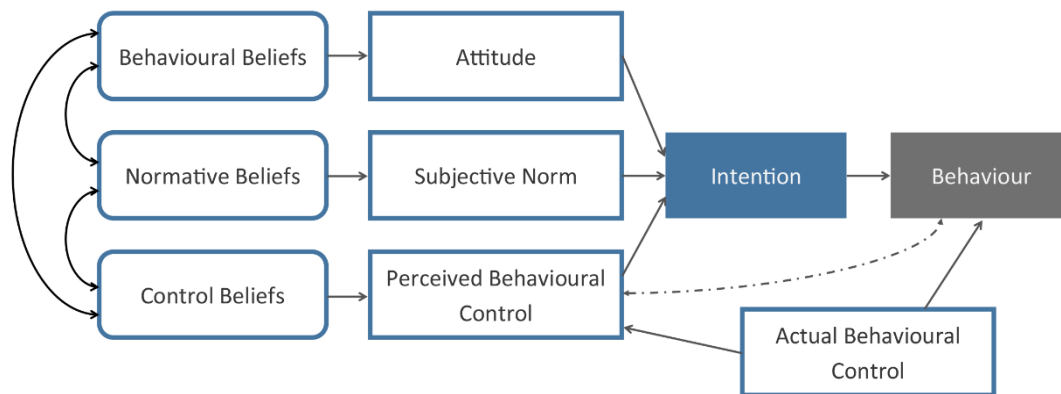 Behavioural Beliefs
Attitude
Normative Beliefs
Subjective Norm
Intention
Behaviour
Control Beliefs
Perceived Behavioural
Control
Actual Behavioural
Control